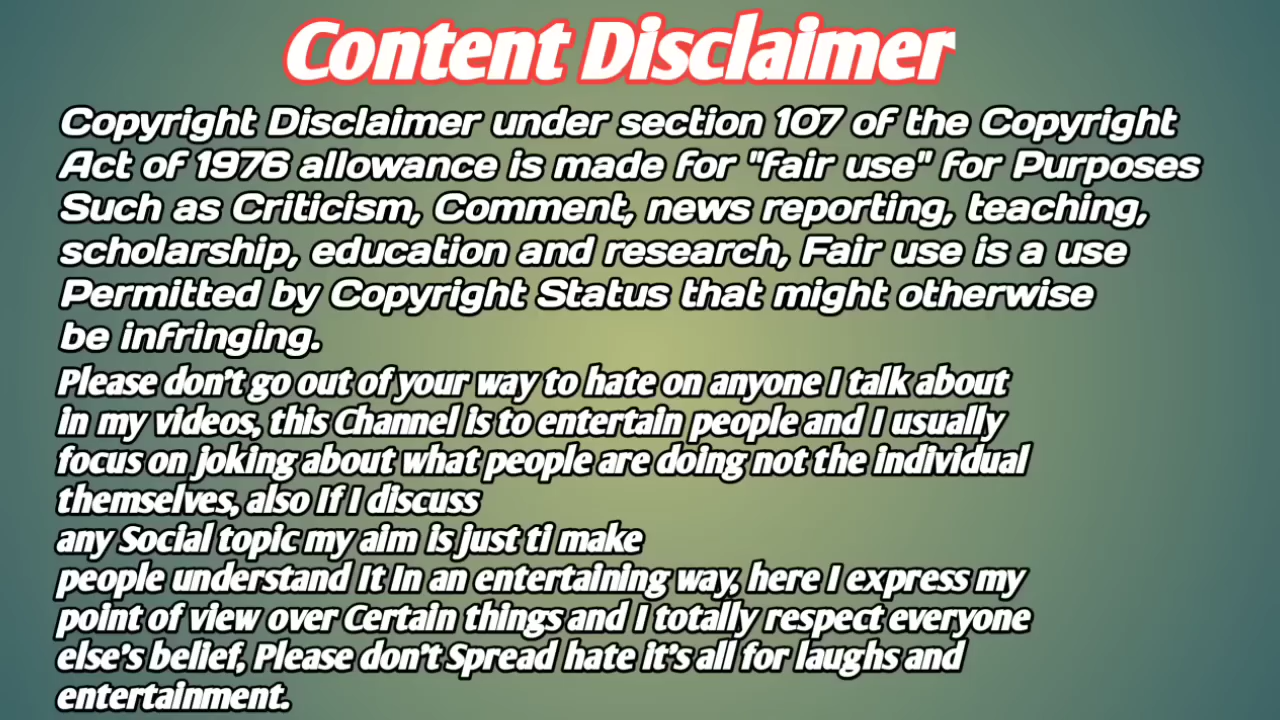 Content Disclaimer
Copyright Disclaimer under section 107 of the Copyright
Act of 1976 allowance is made for "fair use" for Purposes
Such as Criticism, Comment, news reporting, teaching,
scholarship, education and research, Fair use is a use
Permitted by Copyright Status that might otherwise
be infringing.
Please don't go out of your way to hate on anyone I talk about
in my videos, this Channel is to entertain people and I usually
focus on joking about what people are doing not the individual
themselves, also If I discuss
any Social topic my aim is just ti make
people understand It In an entertaining way, here I express my
point of view over Certain things and I totally respect everyone
else's belief, Please don't Spread hate it's all for laughs and
entertainment.